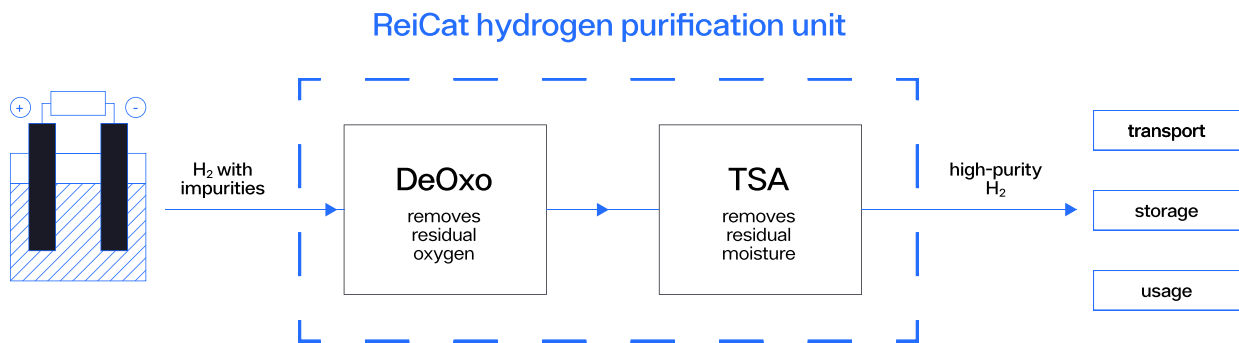 ReiCat hydrogen purification unit
+
-
H₂ with
impurities
DeOxo
removes
residual
oxygen
TSA
removes
residual
moisture
high-purity
H₂
transport
storage
usage